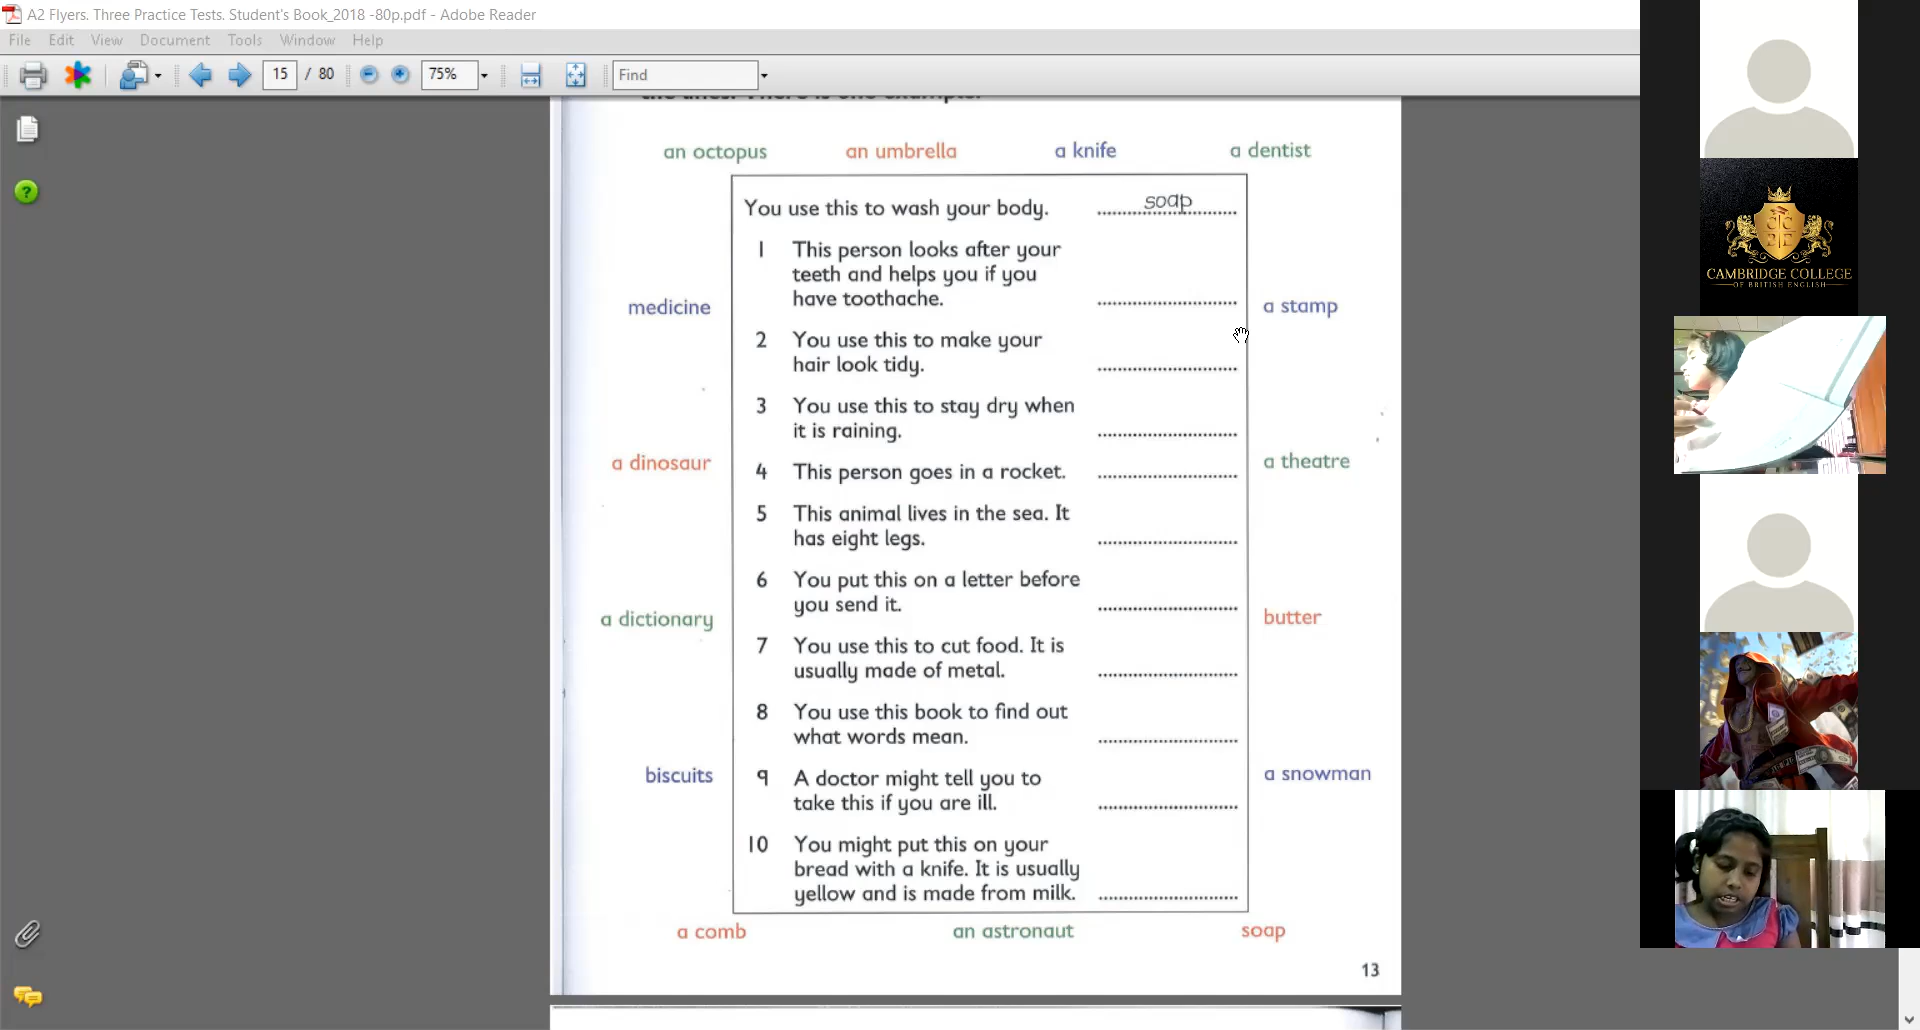 A2 Flyers. Three Practice Tests. Student's Book_2018 -80p.pdf - Adobe Reader
File Edit View Document Tools Window Help
15 / 80 75% Find
the lines. There is one example.
an octopus an umbrella a knife a dentist
You use this to wash your body. soap
1 This person looks after your
teeth and helps you if you
have toothache.
medicine
a stamp
2 You use this to make your
hair look tidy.
3 You use this to stay dry when
it is raining.
a dinosaur
a theatre
4 This person goes in a rocket.
5 This animal lives in the sea. It
has eight legs.
6 You put this on a letter before
you send it.
a dictionary
butter
7 You use this to cut food. It is
usually made of metal.
8 You use this book to find out
what words mean.
biscuits
a snowman
9 A doctor might tell you to
take this if you are ill.
10 You might put this on your
bread with a knife. It is usually
yellow and is made from milk.
a comb an astronaut soap
13
CAMBRIDGE COLLEGE
OF BRITISH ENGLISH